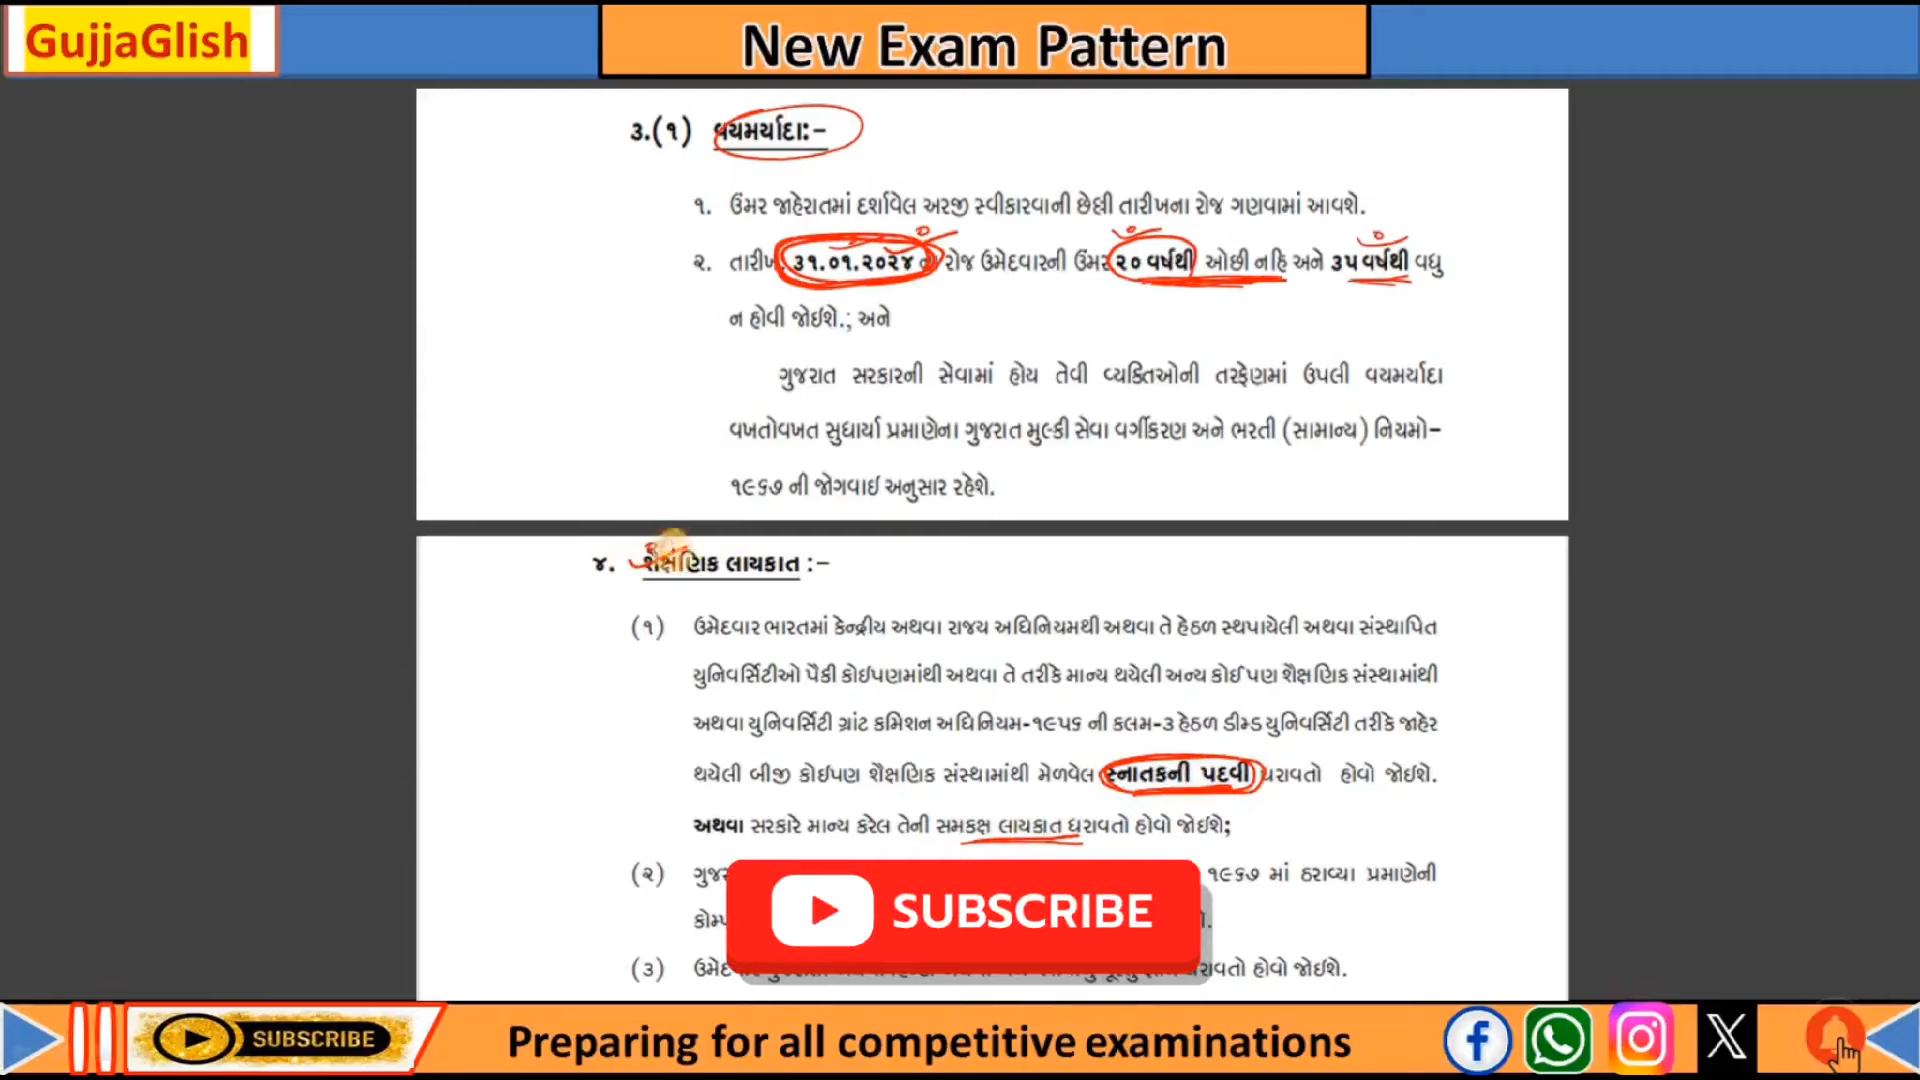 GujjaGlish
New Exam Pattern
૩.(૧) વયમર્યાદા:-
૧. ઉંમર જાહેરાતમાં દર્શાવેલ અરજી સ્વીકારવાની છેલ્લી તારીખના રોજ ગણવામાં આવશે.
૨. તારીખ ૩૧.૦૧.૨૦૨૪ ના રોજ ઉમેદવારની ઉંમર ૨૦ વર્ષથી ઓછી નહિ અને ૩૫ વર્ષથી વધુ
ન હોવી જોઈશે.; અને
ગુજરાત સરકારની સેવામાં હોય તેવી વ્યક્તિઓની તરફેણમાં ઉપલી વયમર્યાદા
વખતોવખત સુધાર્યા પ્રમાણેના ગુજરાત મુલ્કી સેવા વર્ગીકરણ અને ભરતી (સામાન્ય) નિયમો-
૧૯૬૭ ની જોગવાઈ અનુસાર રહેશે.
૪. શૈક્ષણિક લાયકાત :-
(૧) ઉમેદવાર ભારતમાં કેન્દ્રીય અથવા રાજય અધિનિયમથી અથવા તે હેઠળ સ્થપાયેલી અથવા સંસ્થાપિત
યુનિવર્સિટીઓ પૈકી કોઈપણમાંથી અથવા તે તરીકે માન્ય થયેલી અન્ય કોઈ પણ શૈક્ષણિક સંસ્થામાંથી
અથવા યુનિવર્સિટી ગ્રાંટ કમિશન અધિનિયમ-૧૯૫૬ ની કલમ-૩ હેઠળ ડીમ્ડ યુનિવર્સિટી તરીકે જાહેર
થયેલી બીજી કોઈપણ શૈક્ષણિક સંસ્થામાંથી મેળવેલ સ્નાતકની પદવી ધરાવતો હોવો જોઈશે.
અથવા સરકારે માન્ય કરેલ તેની સમકક્ષ લાયકાત ધરાવતો હોવો જોઈશે;
(૨) ૧૯૬૭ માં ઠરાવ્યા પ્રમાણેની
SUBSCRIBE
(૩) ધરાવતો હોવો જોઈશે.
SUBSCRIBE
Preparing for all competitive examinations